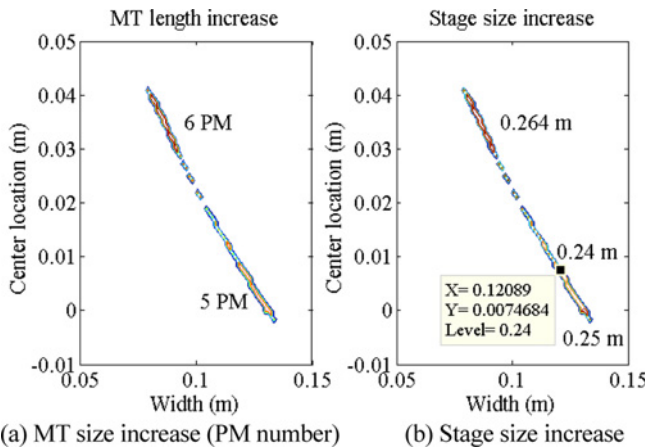 MT length increase
0.05
0.04
0.03
0.02
0.01
0
-0.01
Center location (m)
6 PM
5 PM
0.05
0.1
0.15
Width (m)
(a) MT size increase (PM number)
Stage size increase
0.05
0.04
0.03
0.02
0.01
0
-0.01
Center location (m)
0.264 m
0.24 m
X= 0.12089
Y= 0.0074684
Level= 0.24
0.25 m
0.05
0.1
0.15
Width (m)
(b) Stage size increase